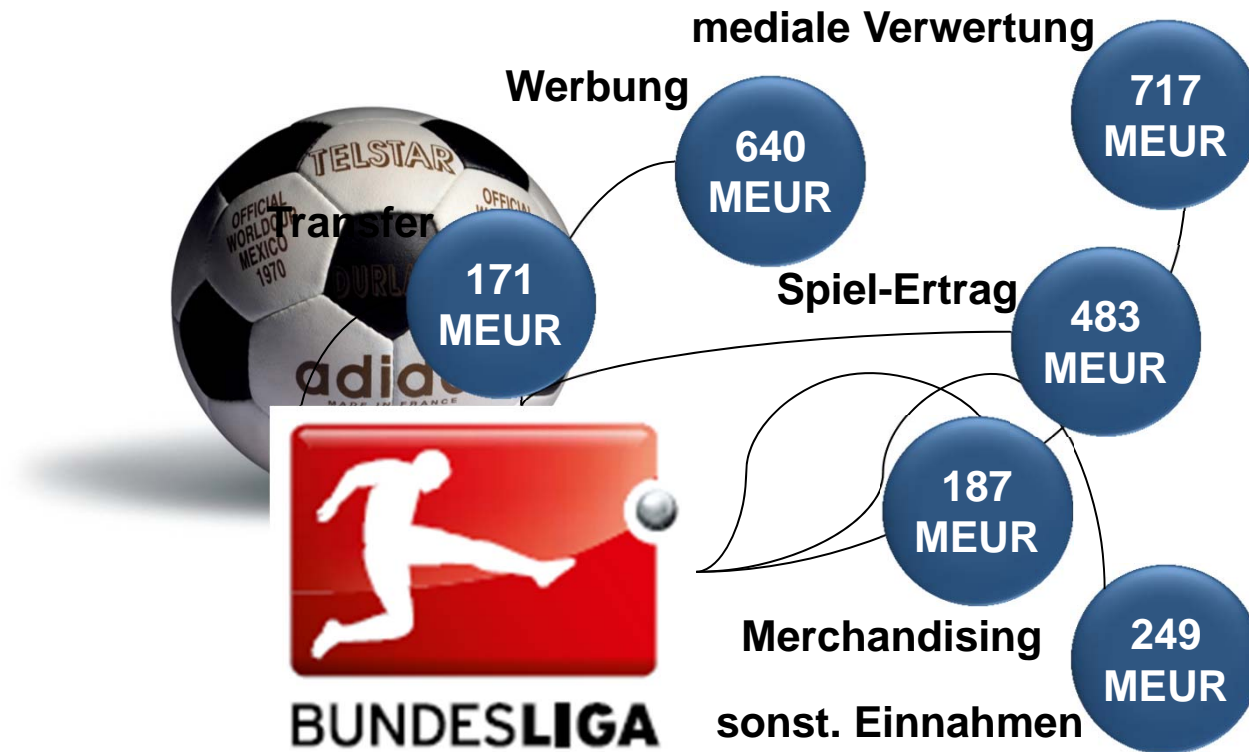 mediale Verwertung
717
MEUR
Werbung
640
MEUR
TELSTAR
OFFICIAL
WORLDCUP
MEXICO
1970
OFFICIAL
Transfer
171
MEUR
Spiel-Ertrag
483
MEUR
adidas
MADE IN FRANCE
187
MEUR
Merchandising
249
MEUR
sonst. Einnahmen
BUNDESLIGA